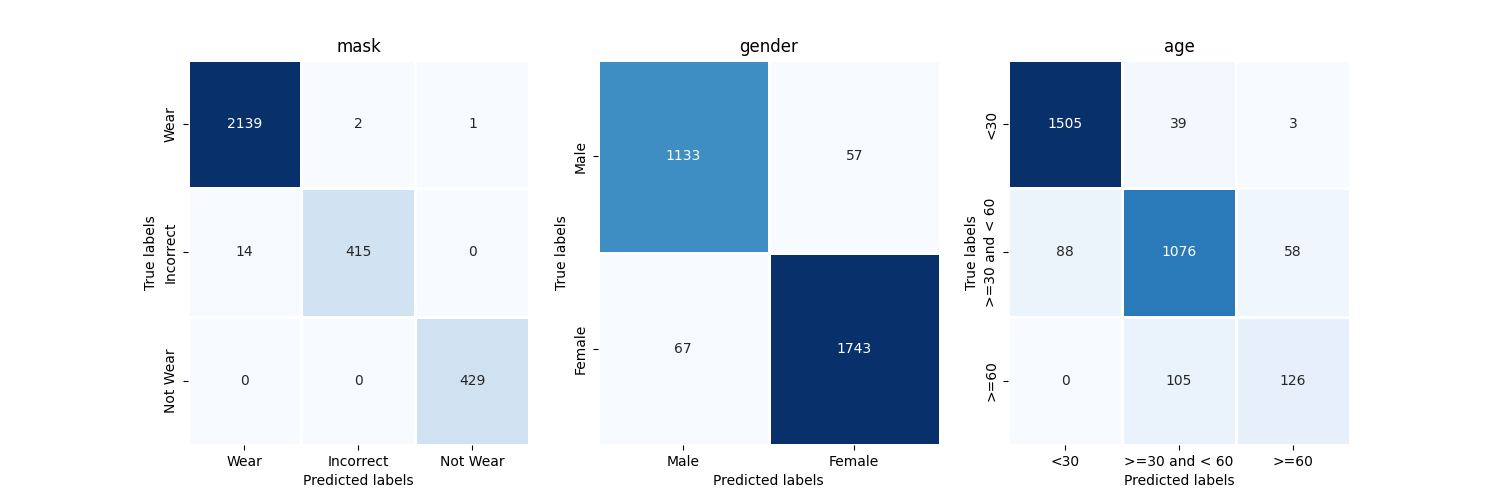 mask
True labels
Wear
2139 2 1
Incorrect
14 415 0
Not Wear
0 0 429
Wear Incorrect Not Wear
Predicted labels
gender
True labels
Male
1133 57
Female
67 1743
Male Female
Predicted labels
age
True labels
<30
1505 39 3
>=30 and < 60
88 1076 58
>=60
0 105 126
<30 >=30 and < 60 >=60
Predicted labels